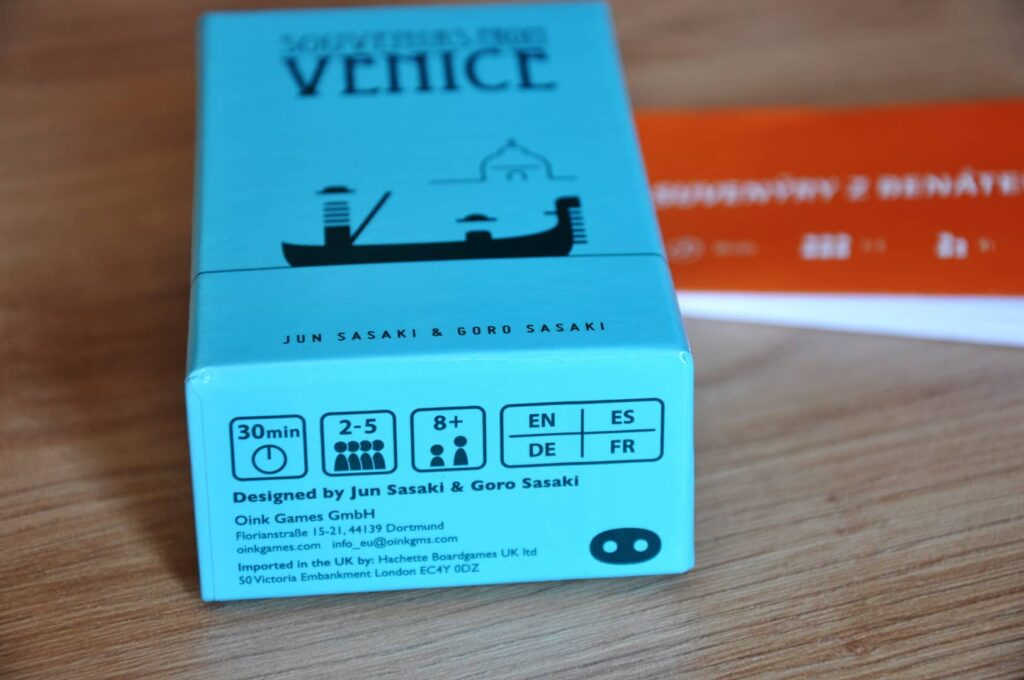 SOUVENIRS FROM
VENICE
JUN SASAKI & GORO SASAKI
30min
2-5
8+
EN
ES
DE
FR
Designed by Jun Sasaki & Goro Sasaki
Oink Games GmbH
Florianstraße 15-21, 44139 Dortmund
oinkgames.com info_eu@oinkgms.com
Imported in the UK by: Hachette Boardgames UK ltd
50 Victoria Embankment London EC4Y 0DZ
OUVENÝRY Z BENÁTE